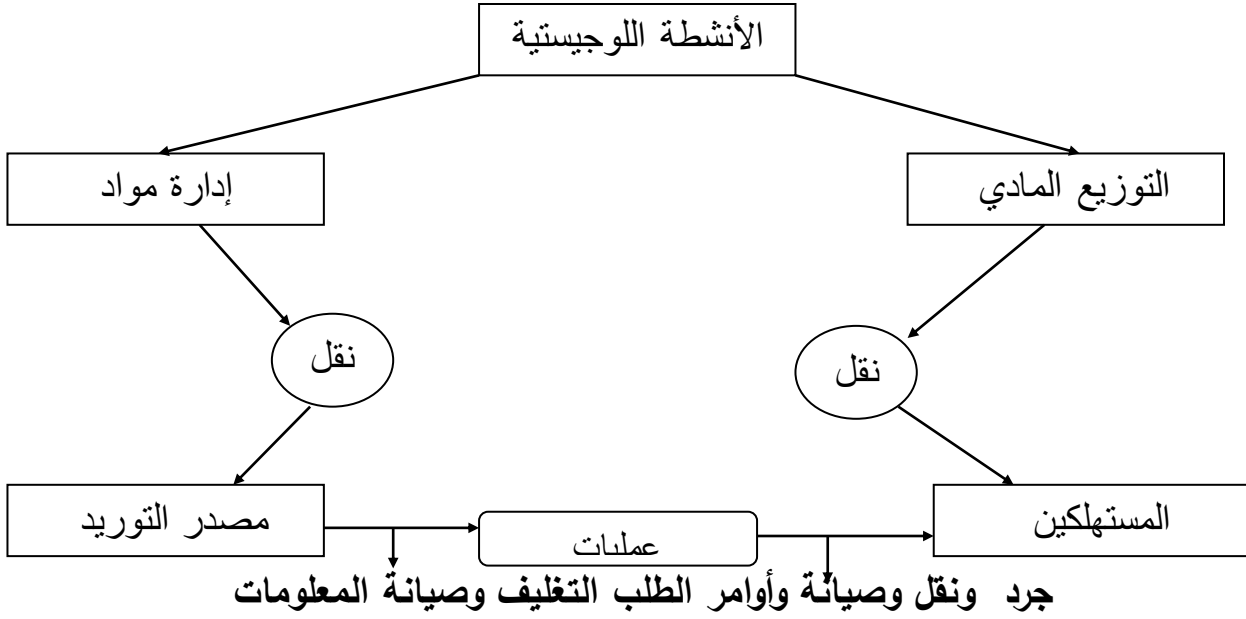 الأنشطة اللوجيستية
التوزيع المادي
إدارة مواد
نقل
نقل
المستهلكين
عمليات
مصدر التوريد
جرد ونقل وصيانة وأوامر الطلب التغليف وصيانة المعلومات